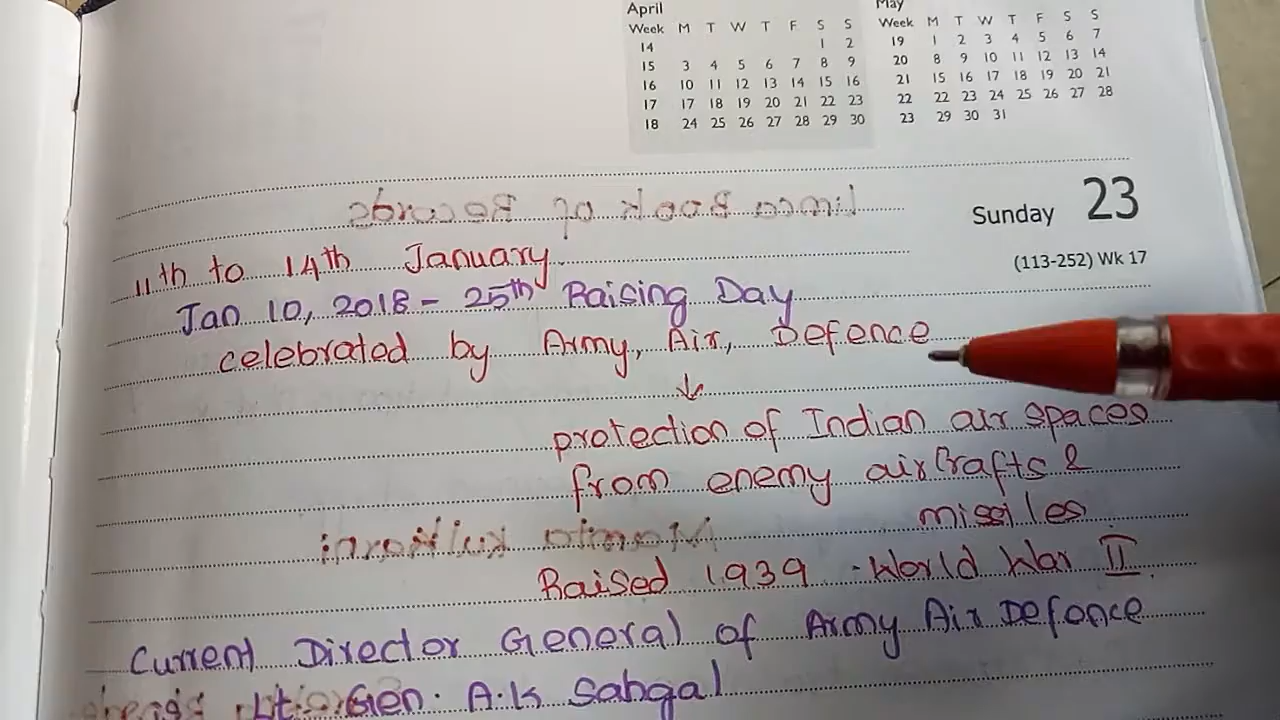 April
Week M T W T F S S
14 1 2
15 3 4 5 6 7 8 9
16 10 11 12 13 14 15 16
17 17 18 19 20 21 22 23
18 24 25 26 27 28 29 30
May
Week M T W T F S S
19 1 2 3 4 5 6 7
20 8 9 10 11 12 13 14
21 15 16 17 18 19 20 21
22 22 23 24 25 26 27 28
23 29 30 31
Sunday 23
(113-252) Wk 17
Limca Book of Records
11th to 14th January.
Jan 10, 2018 - 25th Raising Day
celebrated by Army, Air, Defence
↓
protection of Indian air spaces
from enemy aircrafts &
missiles
Mamta Kulkarni
Raised 1939 - World War II.
Current Director General of Army Air Defence
Lt. Gen. A.K Sahgal